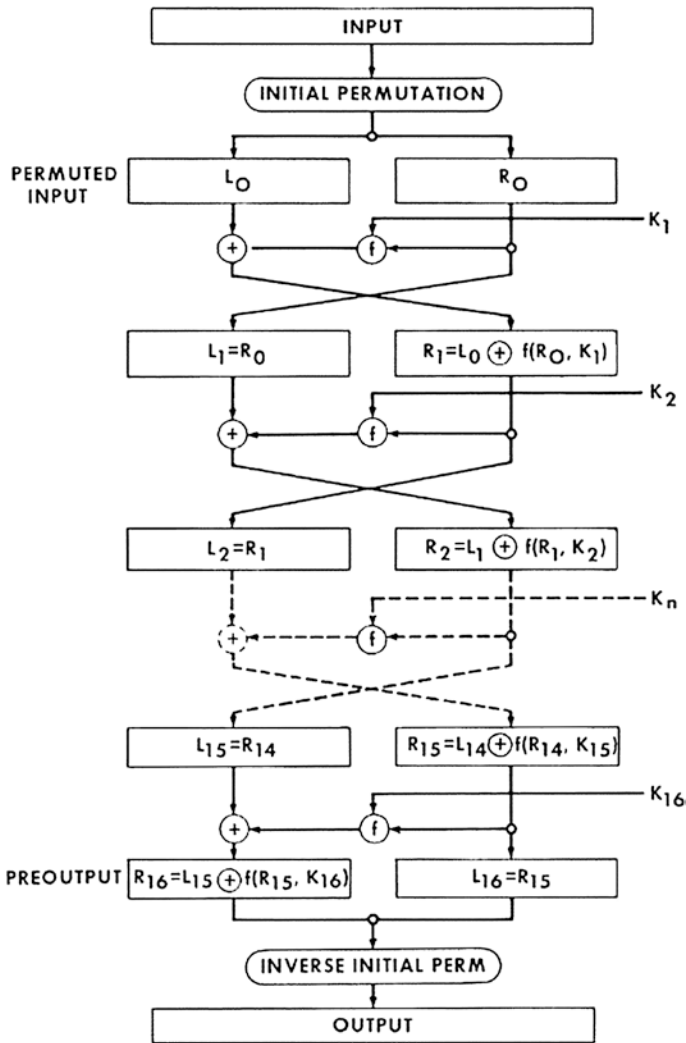 INPUT
INITIAL PERMUTATION
PERMUTED
INPUT
L₀
R₀
K₁
+
f
L₁=R₀
R₁=L₀ ⊕ f(R₀, K₁)
K₂
+
f
L₂=R₁
R₂=L₁ ⊕ f(R₁, K₂)
Kₙ
+
f
L₁₅=R₁₄
R₁₅=L₁₄⊕f(R₁₄, K₁₅)
K₁₆
+
f
PREOUTPUT
R₁₆=L₁₅⊕f(R₁₅, K₁₆)
L₁₆=R₁₅
INVERSE INITIAL PERM
OUTPUT